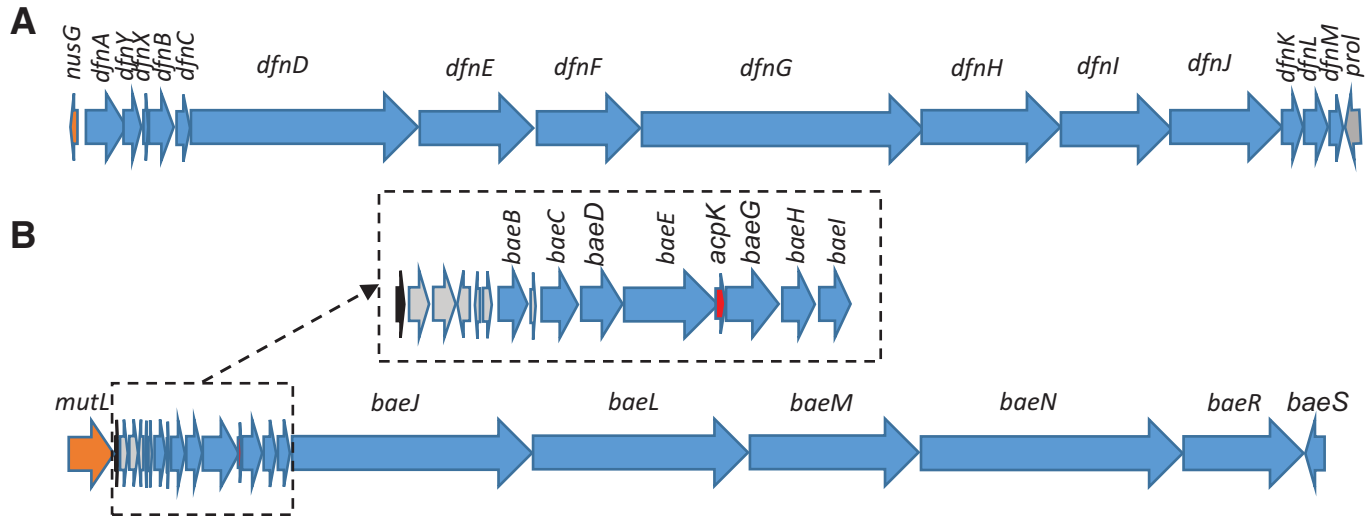 A
nusG dfnA dfnY dfnX dfnB dfnC dfnD dfnE dfnF dfnG dfnH dfnI dfnJ dfnK dfnL dfnM proI
B
baeB baeC baeD baeE acpK baeG baeH baeI
mutL baeJ baeL baeM baeN baeR baeS